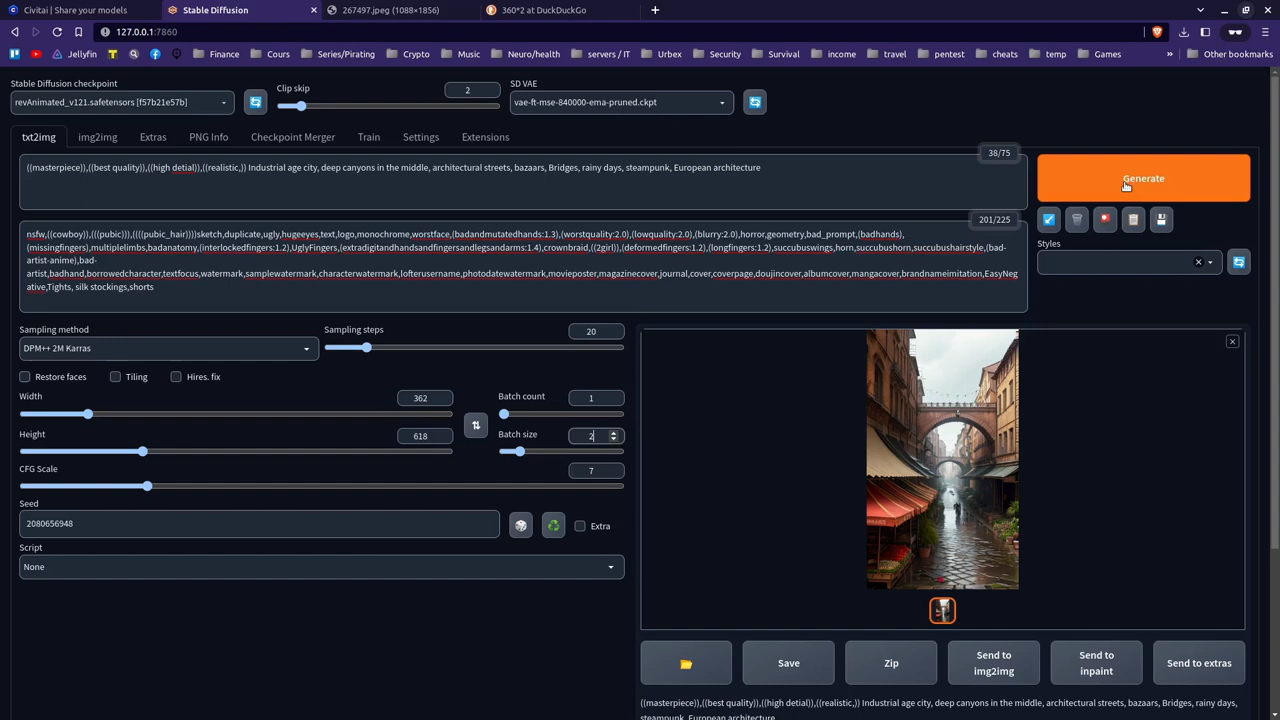 Civitai | Share your models
Stable Diffusion
267497.jpeg (1088×1856)
360*2 at DuckDuckGo
127.0.0.1:7860
Jellyfin
Finance
Cours
Series/Pirating
Crypto
Music
Neuro/health
servers / IT
Urbex
Security
Survival
income
travel
pentest
cheats
temp
Games
Other bookmarks
Stable Diffusion checkpoint
revAnimated_v121.safetensors [f57b21e57b]
Clip skip
2
SD VAE
vae-ft-mse-840000-ema-pruned.ckpt
txt2img
img2img
Extras
PNG Info
Checkpoint Merger
Train
Settings
Extensions
38/75
((masterpiece)),((best quality)),((high detial)),((realistic,)) Industrial age city, deep canyons in the middle, architectural streets, bazaars, Bridges, rainy days, steampunk, European architecture
Generate
201/225
nsfw,((cowboy)),(((pubic))),((((pubic_hair))))sketch,duplicate,ugly,hugeeyes,text,logo,monochrome,worstface,(badandmutatedhands:1.3),(worstquality:2.0),(lowquality:2.0),(blurry:2.0),horror,geometry,bad_prompt,(badhands),
(missingfingers),multiplelimbs,badanatomy,(interlockedfingers:1.2),UglyFingers,(extradigitandhandsandfingersandlegsandarms:1.4),crownbraid,((2girl)),(deformedfingers:1.2),(longfingers:1.2),succubuswings,horn,succubushorn,succubushairstyle,(bad-
artist-anime),bad-
artist,badhand,borrowedcharacter,textfocus,watermark,samplewatermark,characterwatermark,lofterusername,photodatewatermark,movieposter,magazinecover,journal,cover,coverpage,doujincover,albumcover,mangacover,brandnameimitation,EasyNeg
ative,Tights, silk stockings,shorts
Styles
Sampling method
DPM++ 2M Karras
Sampling steps
20
Restore faces
Tiling
Hires. fix
Width
362
Height
618
Batch count
1
Batch size
2
CFG Scale
7
Seed
2080656948
Extra
Script
None
Save
Zip
Send to
img2img
Send to
inpaint
Send to extras
((masterpiece)),((best quality)),((high detial)),((realistic,)) Industrial age city, deep canyons in the middle, architectural streets, bazaars, Bridges, rainy days,
steampunk, European architecture